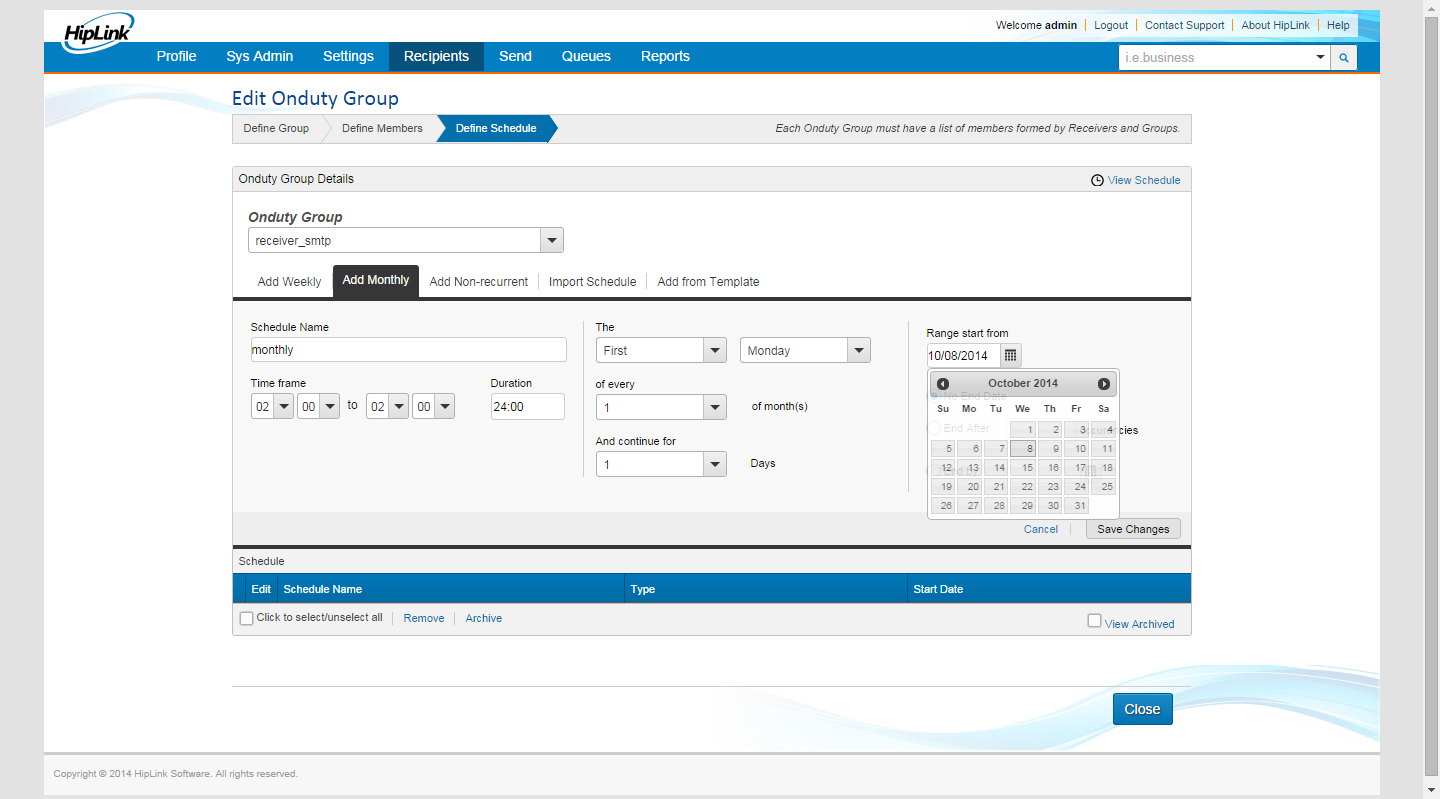 HipLink
Welcome admin Logout Contact Support About HipLink Help
Profile Sys Admin Settings Recipients Send Queues Reports
i.e.business
Edit Onduty Group
Define Group Define Members Define Schedule Each Onduty Group must have a list of members formed by Receivers and Groups.
Onduty Group Details View Schedule
Onduty Group
receiver_smtp
Add Weekly Add Monthly Add Non-recurrent Import Schedule Add from Template
Schedule Name
monthly
Time frame Duration
02 00 to 02 00 24:00
The
First Monday
of every
1 of month(s)
And continue for
1 Days
Range start from
10/08/2014
October 2014
No End Date
Su Mo Tu We Th Fr Sa
End After
1 2 3 4
5 6 7 8 9 10 11
12 13 14 15 16 17 18
19 20 21 22 23 24 25
26 27 28 29 30 31
Cancel Save Changes
Schedule
Edit Schedule Name Type Start Date
Click to select/unselect all Remove Archive View Archived
Close
Copyright © 2014 HipLink Software. All rights reserved.